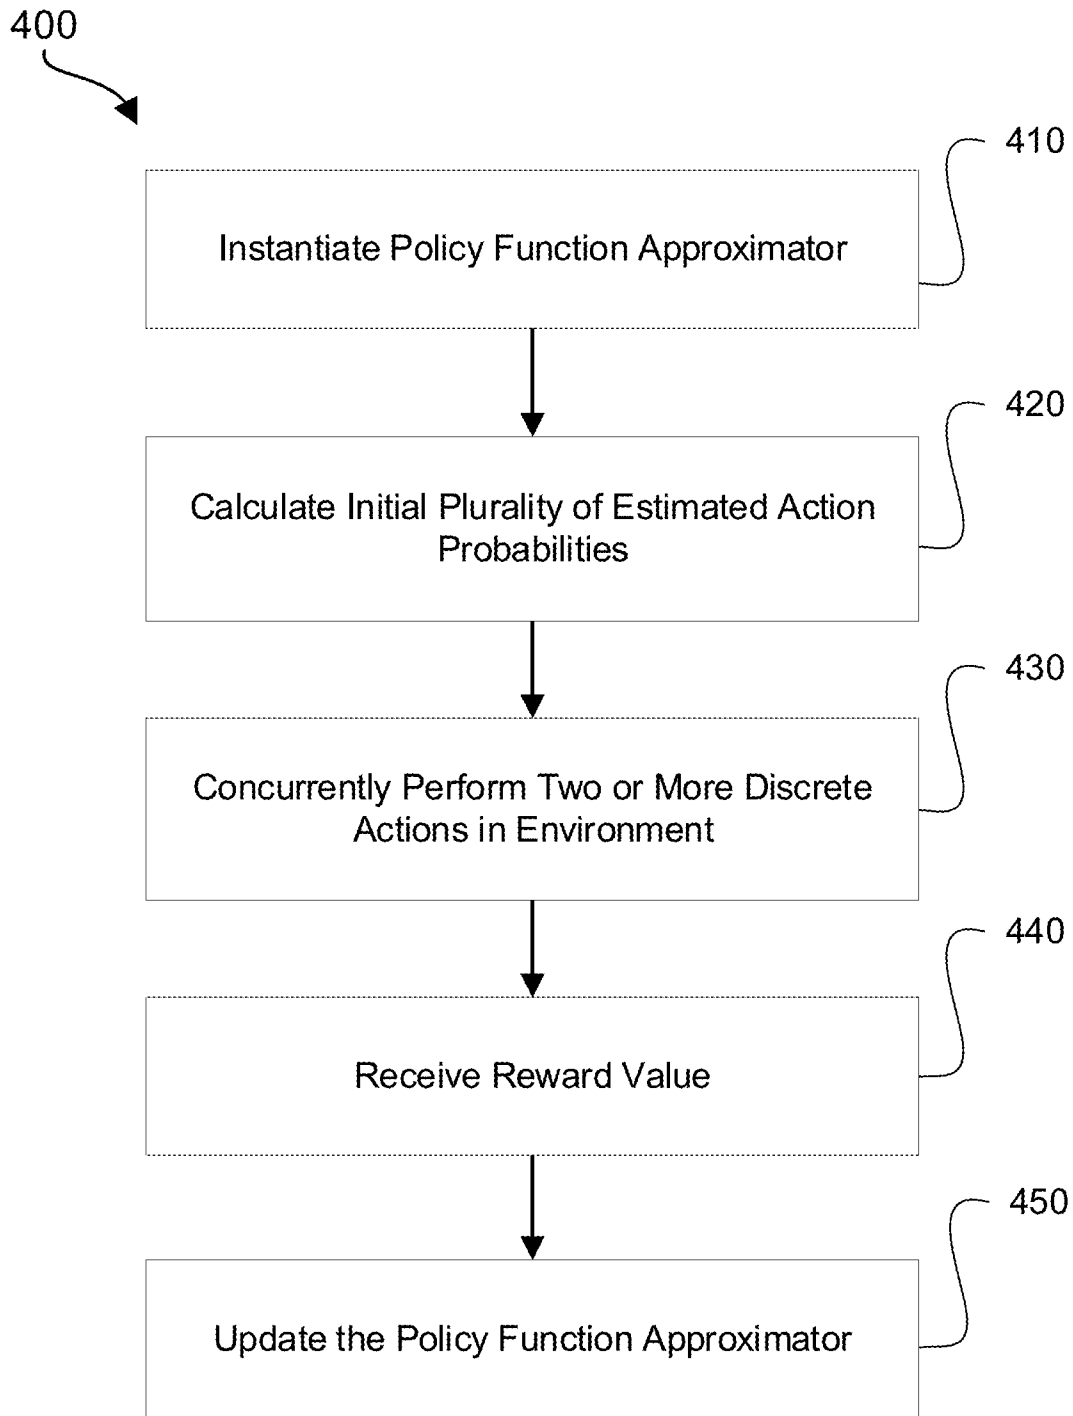 400
410
Instantiate Policy Function Approximator
420
Calculate Initial Plurality of Estimated Action
Probabilities
430
Concurrently Perform Two or More Discrete
Actions in Environment
440
Receive Reward Value
450
Update the Policy Function Approximator